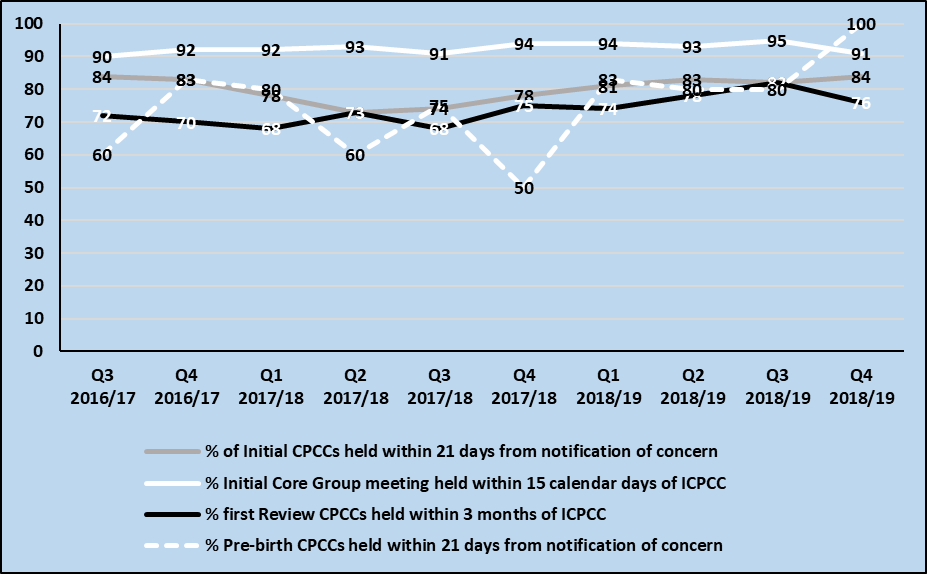 100
90
80
70
60
50
40
30
20
10
0
90 92 92 93 91 94 94 93 95 91
84 83 78 73 74 78 81 83 84
72 70 68 73 68 75 74 78 76
60 83 80 60 75 50 83 80 80 100
Q3 Q4 Q1 Q2 Q3 Q4 Q1 Q2 Q3 Q4
2016/17 2016/17 2017/18 2017/18 2017/18 2017/18 2018/19 2018/19 2018/19 2018/19
% of Initial CPCCs held within 21 days from notification of concern
% Initial Core Group meeting held within 15 calendar days of ICPCC
% first Review CPCCs held within 3 months of ICPCC
% Pre-birth CPCCs held within 21 days from notification of concern